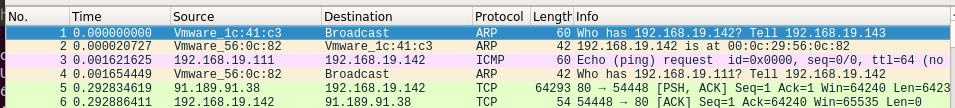 No. Time Source Destination Protocol Length Info
1 0.000000000 Vmware_1c:41:c3 Broadcast ARP 60 Who has 192.168.19.142? Tell 192.168.19.143
2 0.000020727 Vmware_56:0c:82 Vmware_1c:41:c3 ARP 42 192.168.19.142 is at 00:0c:29:56:0c:82
3 0.001621625 192.168.19.111 192.168.19.142 ICMP 60 Echo (ping) request id=0x0000, seq=0/0, ttl=64 (no
4 0.001654449 Vmware_56:0c:82 Broadcast ARP 42 Who has 192.168.19.111? Tell 192.168.19.142
5 0.292834619 91.189.91.38 192.168.19.142 TCP 64293 80 → 54448 [PSH, ACK] Seq=1 Ack=1 Win=64240 Len=6423
6 0.292886411 192.168.19.142 91.189.91.38 TCP 54 54448 → 80 [ACK] Seq=1 Ack=64240 Win=65535 Len=0